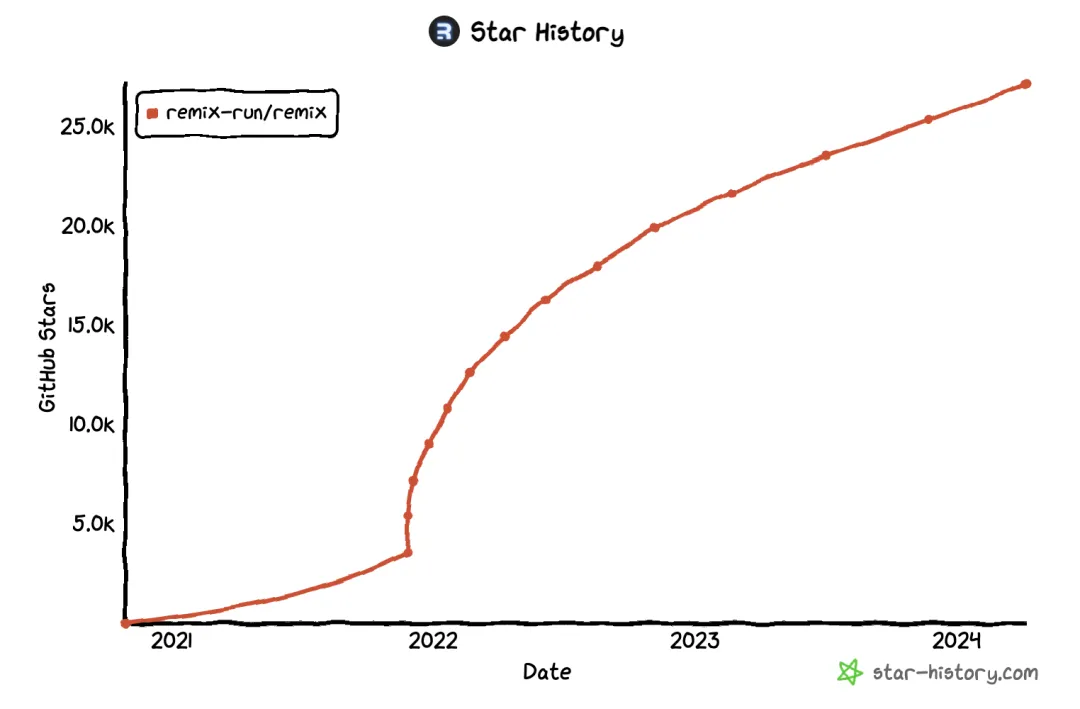 Star History
remix-run/remix
25.0k
20.0k
15.0k
10.0k
5.0k
GitHub Stars
2021
2022
2023
2024
Date
star-history.com